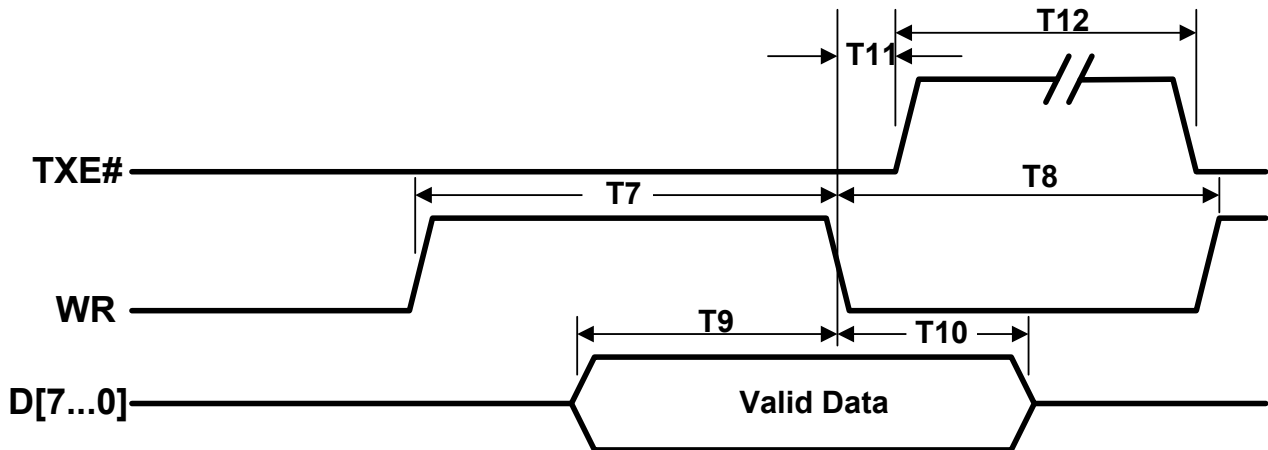 T12
T11
TXE#
T7
T8
WR
T9
T10
D[7...0]
Valid Data